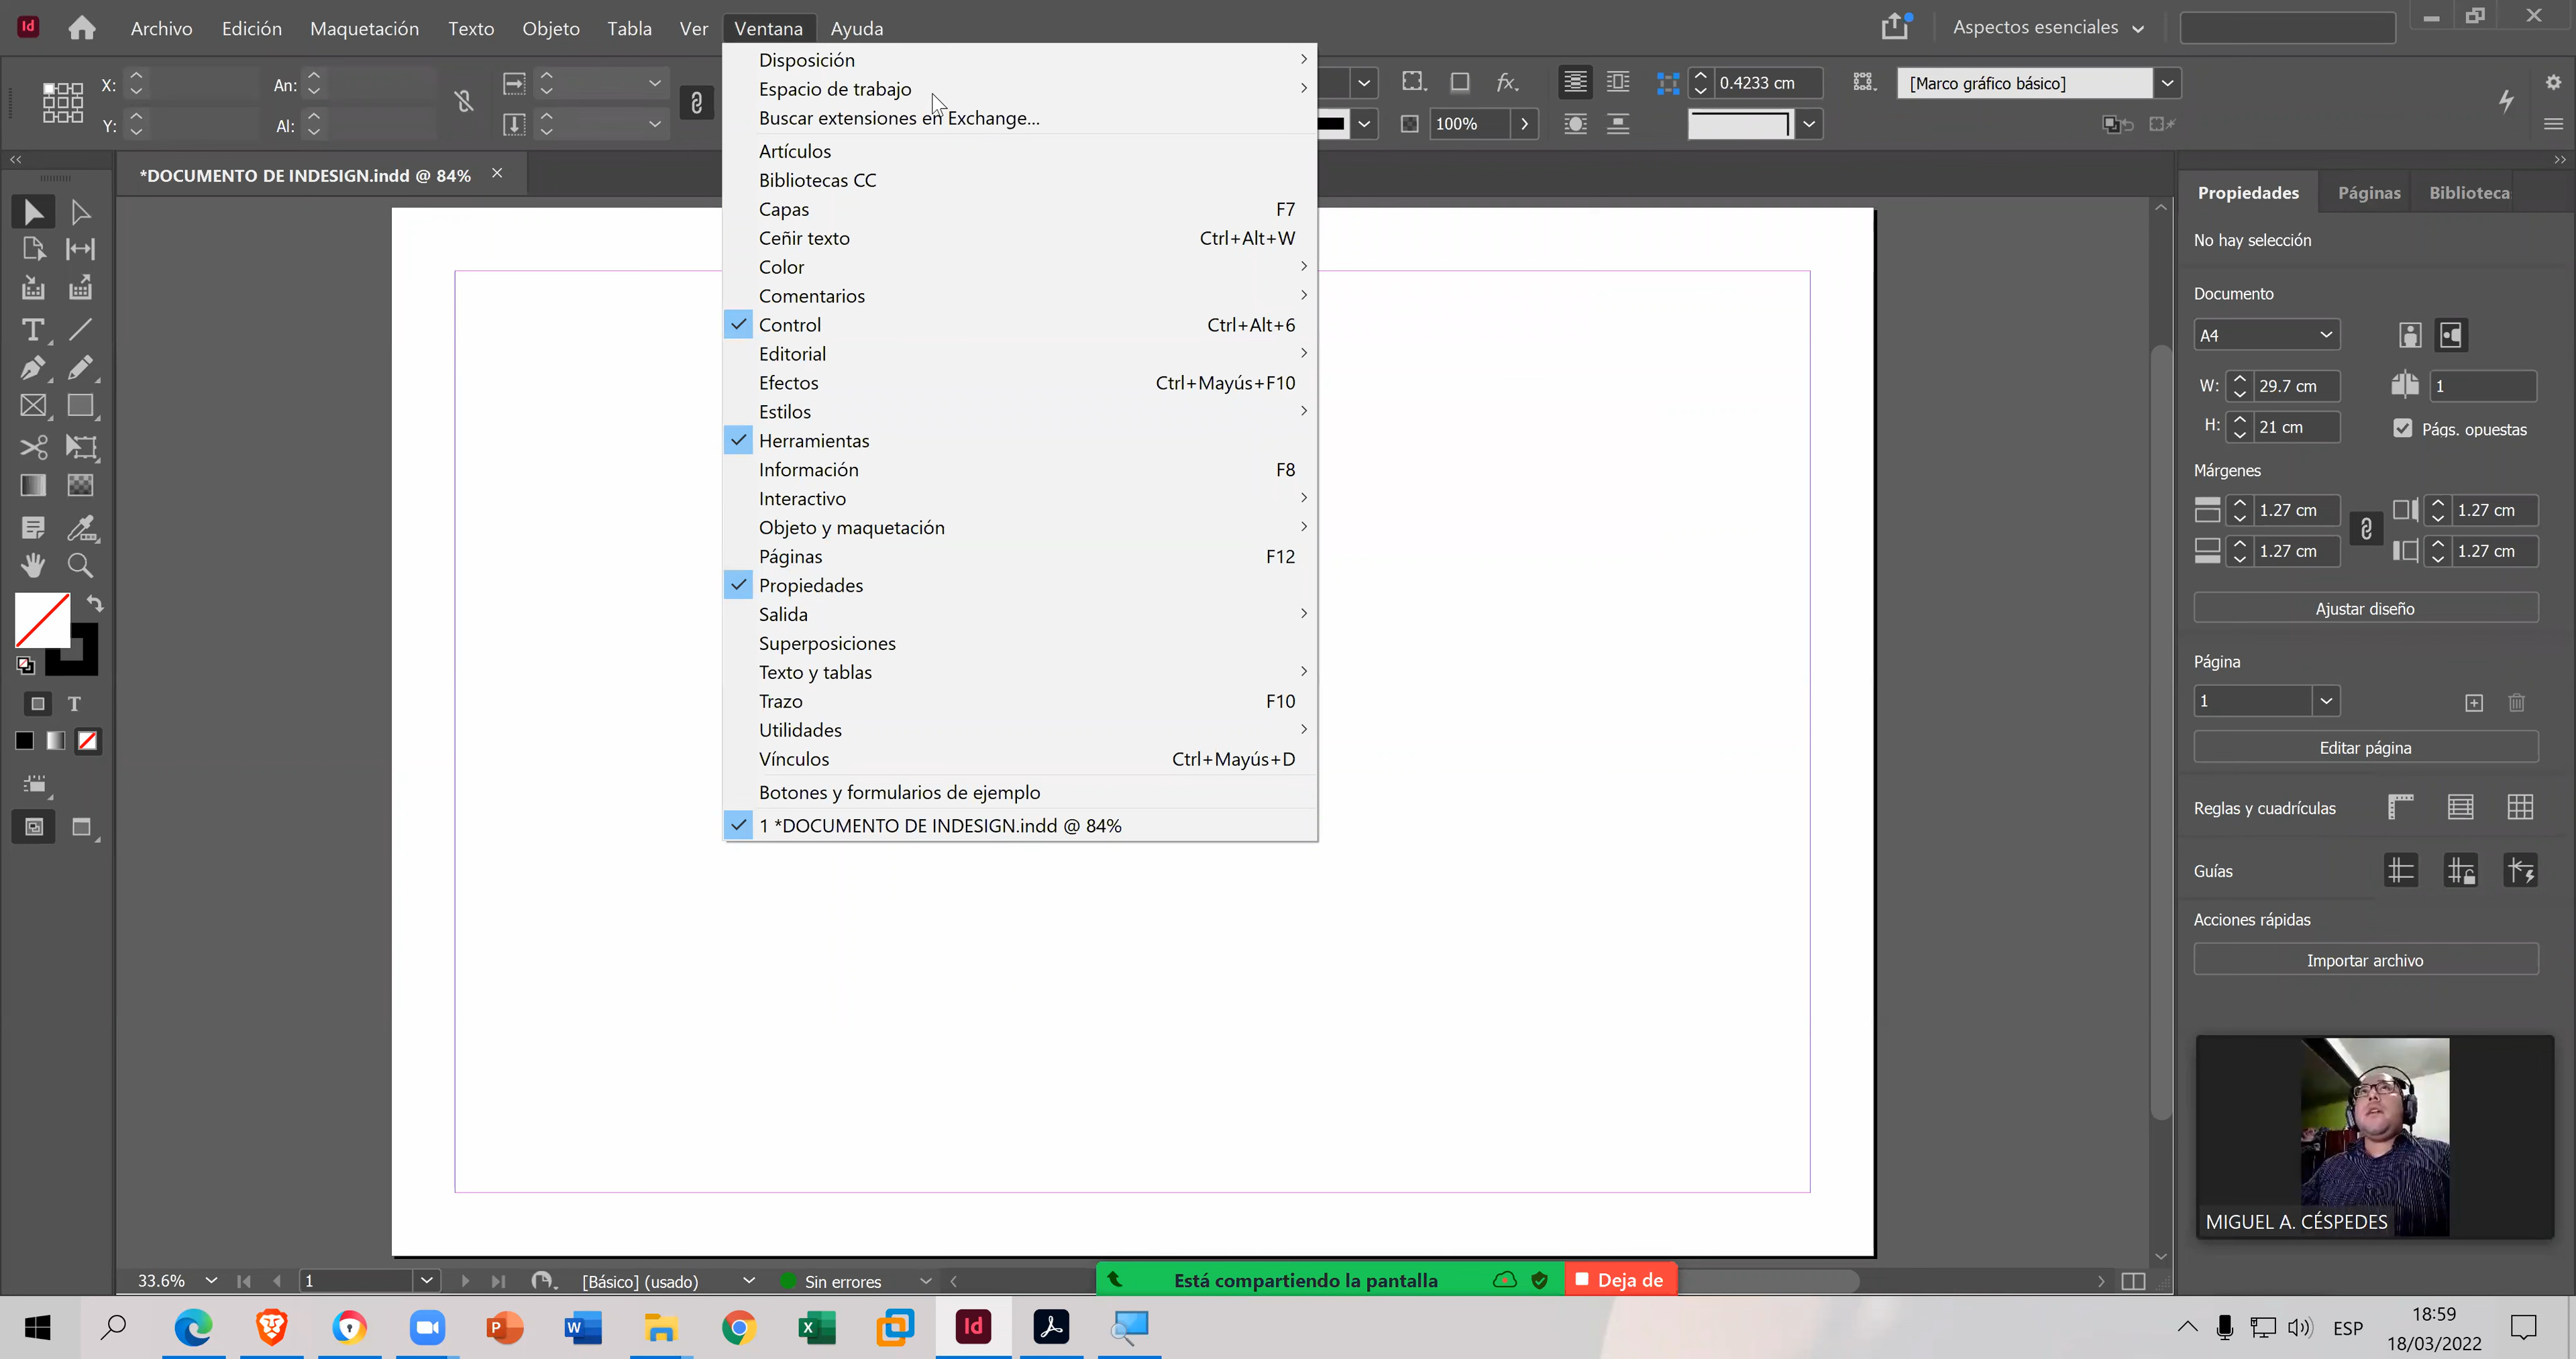 Id
Archivo Edición Maquetación Texto Objeto Tabla Ver Ventana Ayuda
Aspectos esenciales
X: An:
Y: Al:
fx.
0.4233 cm
[Marco gráfico básico]
100%
*DOCUMENTO DE INDESIGN.indd @ 84%
Disposición
Espacio de trabajo
Buscar extensiones en Exchange...
Artículos
Bibliotecas CC
Capas F7
Ceñir texto Ctrl+Alt+W
Color
Comentarios
Control Ctrl+Alt+6
Editorial
Efectos Ctrl+Mayús+F10
Estilos
Herramientas
Información F8
Interactivo
Objeto y maquetación
Páginas F12
Propiedades
Salida
Superposiciones
Texto y tablas
Trazo F10
Utilidades
Vínculos Ctrl+Mayús+D
Botones y formularios de ejemplo
1 *DOCUMENTO DE INDESIGN.indd @ 84%
Propiedades Páginas Biblioteca
No hay selección
Documento
A4
W: 29.7 cm 1
H: 21 cm Págs. opuestas
Márgenes
1.27 cm 1.27 cm
1.27 cm 1.27 cm
Ajustar diseño
Página
1
Editar página
Reglas y cuadrículas
Guías
Acciones rápidas
Importar archivo
MIGUEL A. CÉSPEDES
33.6% 1 [Básico] (usado) Sin errores
Está compartiendo la pantalla Deja de
ESP
18:59
18/03/2022